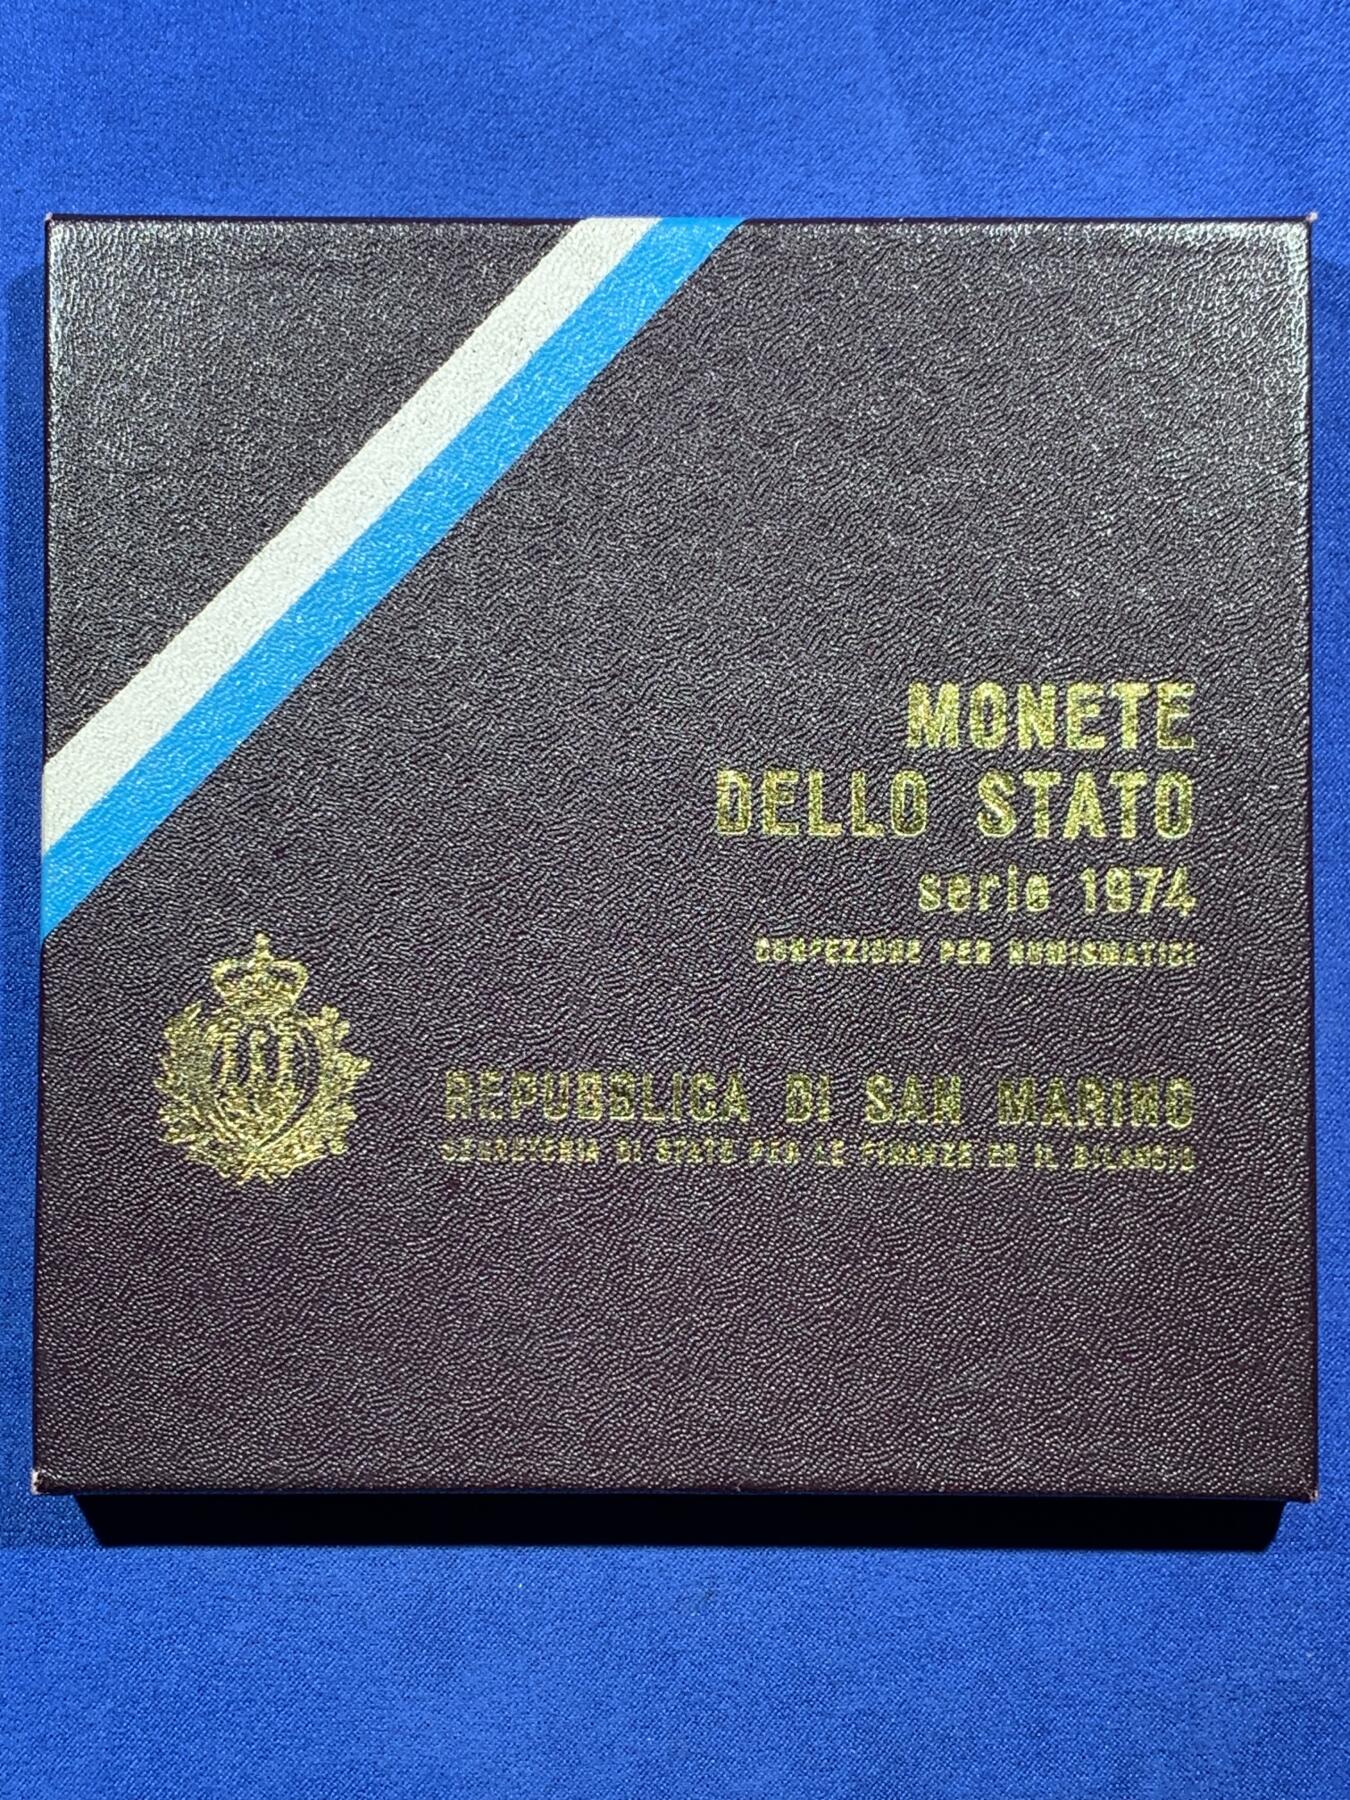 MONETE
DELLO STATO
serie 1974
CONFEZIONE PER NUMISMATICI
REPUBBLICA DI SAN MARINO
SEGRETERIA DI STATO PER LE FINANZE ED IL BILANCIO